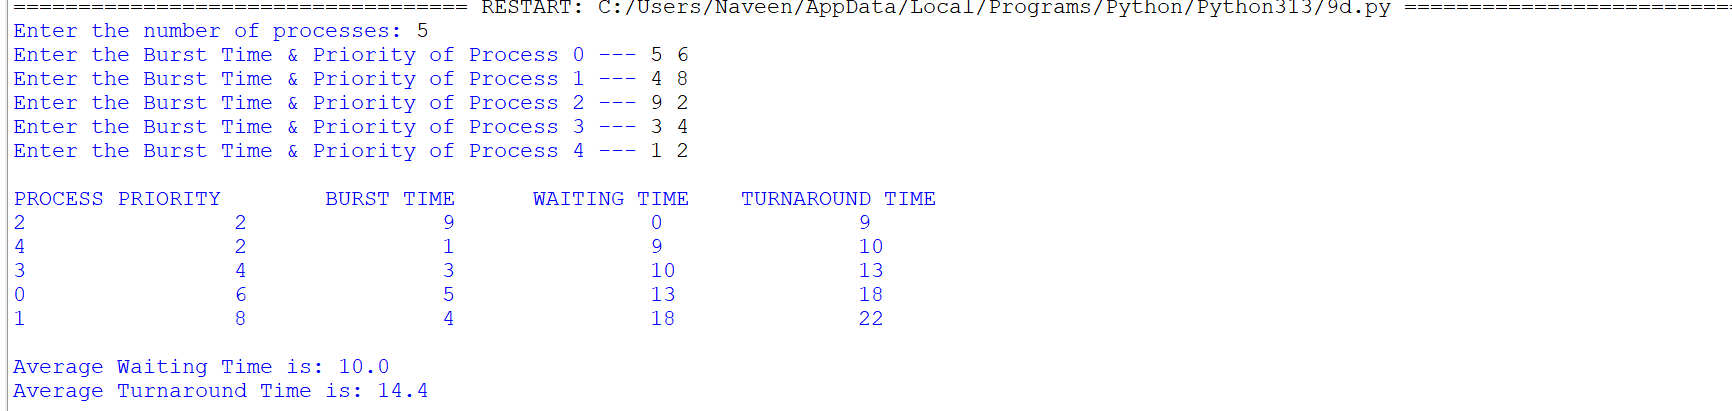 =================================== RESTART: C:/Users/Naveen/AppData/Local/Programs/Python/Python313/9d.py =========================
Enter the number of processes: 5
Enter the Burst Time & Priority of Process 0 --- 5 6
Enter the Burst Time & Priority of Process 1 --- 4 8
Enter the Burst Time & Priority of Process 2 --- 9 2
Enter the Burst Time & Priority of Process 3 --- 3 4
Enter the Burst Time & Priority of Process 4 --- 1 2
PROCESS PRIORITY        BURST TIME      WAITING TIME    TURNAROUND TIME
2                2               9               0               9
4                2               1               9               10
3                4               3               10              13
0                6               5               13              18
1                8               4               18              22
Average Waiting Time is: 10.0
Average Turnaround Time is: 14.4